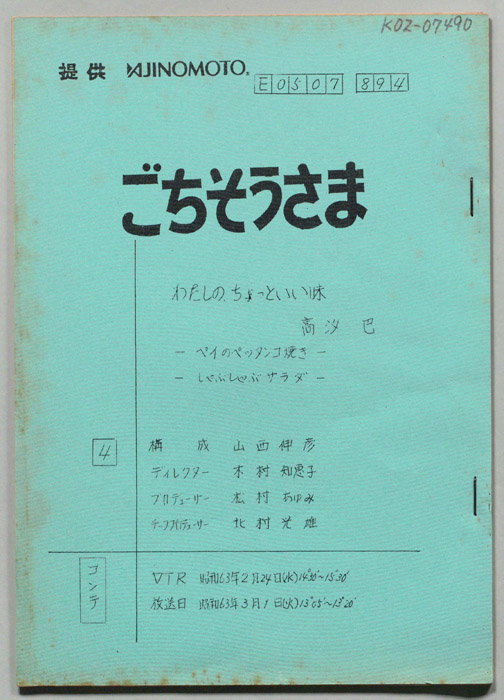 KOZ-07490
提供 AJINOMOTO®
E0507 894
ごちそうさま
わたしの、ちょっといい味
高汐 巴
－ペイのペッタンコ焼き－
－しゃぶしゃぶサラダ－
4
構成 山西伸彦
ディレクター 木村知恵子
プロデューサー 松村あゆみ
チーフプロデューサー 北村光雄
コンテ
VTR 昭和63年2月24日(水)14°30'~15°30'
放送日 昭和63年3月1日(火)13°05'~13°20'